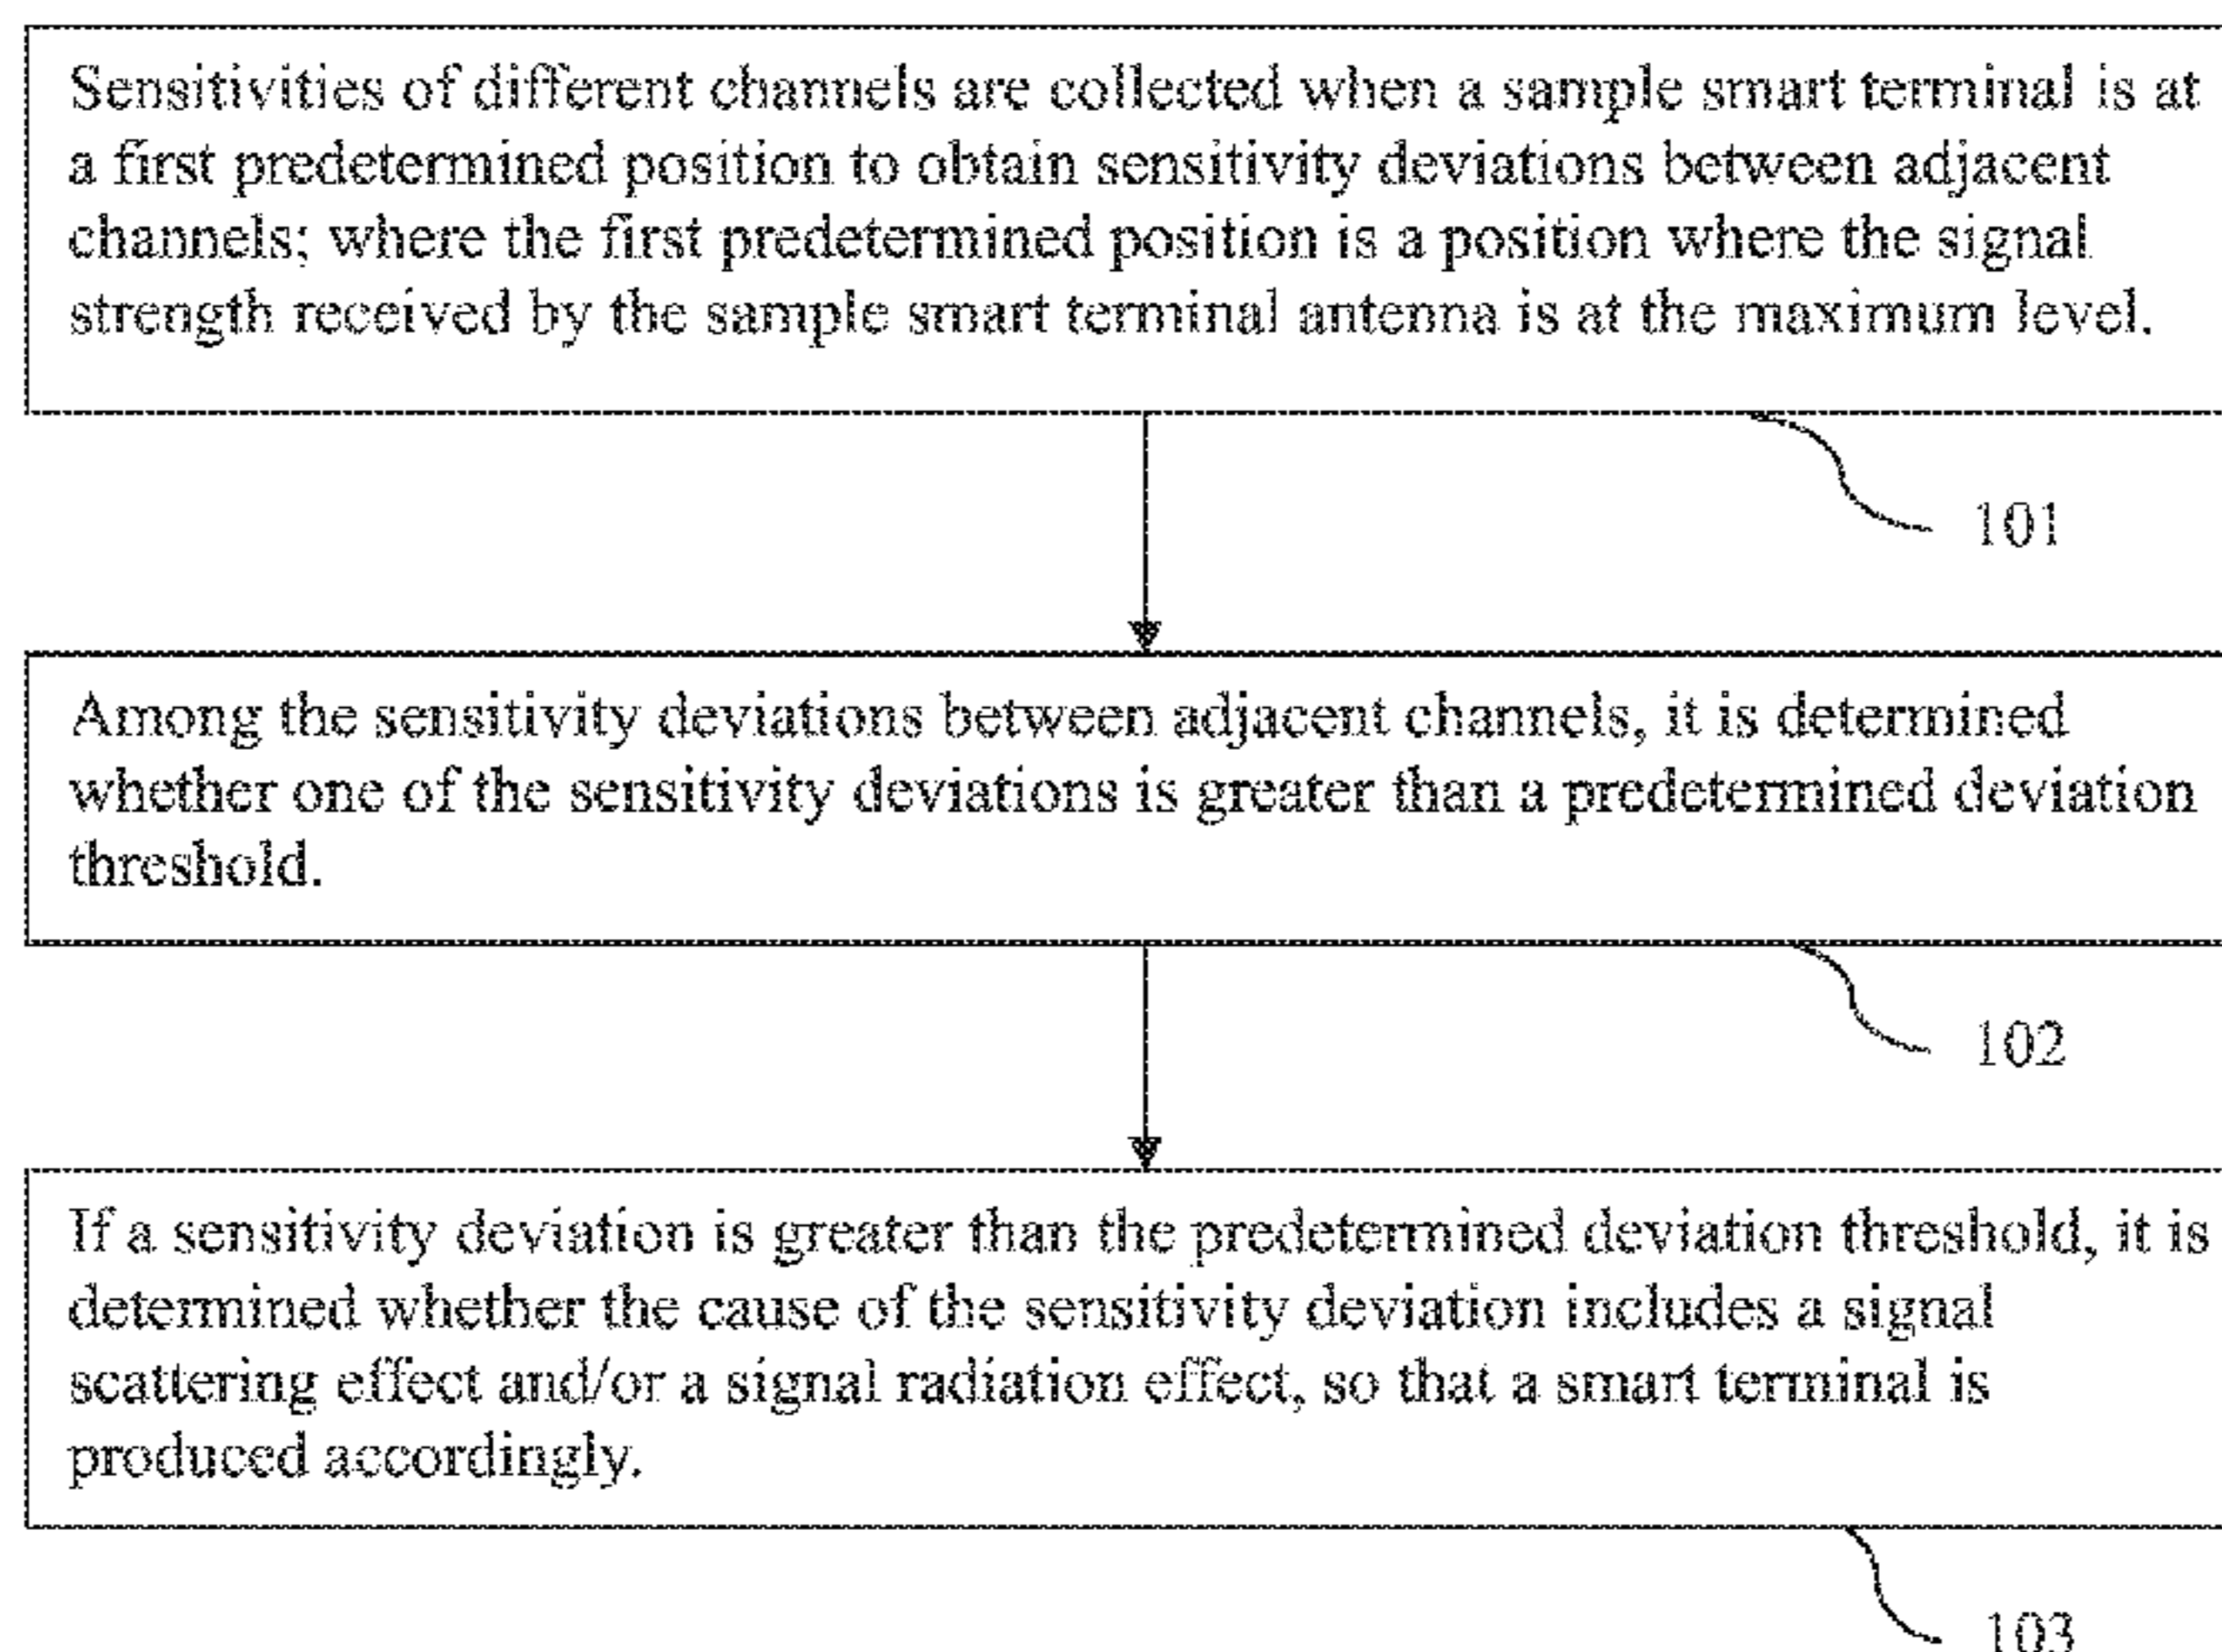 Sensitivities of different channels are collected when a sample smart terminal is at
a first predetermined position to obtain sensitivity deviations between adjacent
channels; where the first predetermined position is a position where the signal
strength received by the sample smart terminal antenna is at the maximum level.
101
Among the sensitivity deviations between adjacent channels, it is determined
whether one of the sensitivity deviations is greater than a predetermined deviation
threshold.
102
If a sensitivity deviation is greater than the predetermined deviation threshold, it is
determined whether the cause of the sensitivity deviation includes a signal
scattering effect and/or a signal radiation effect, so that a smart terminal is
produced accordingly.
103